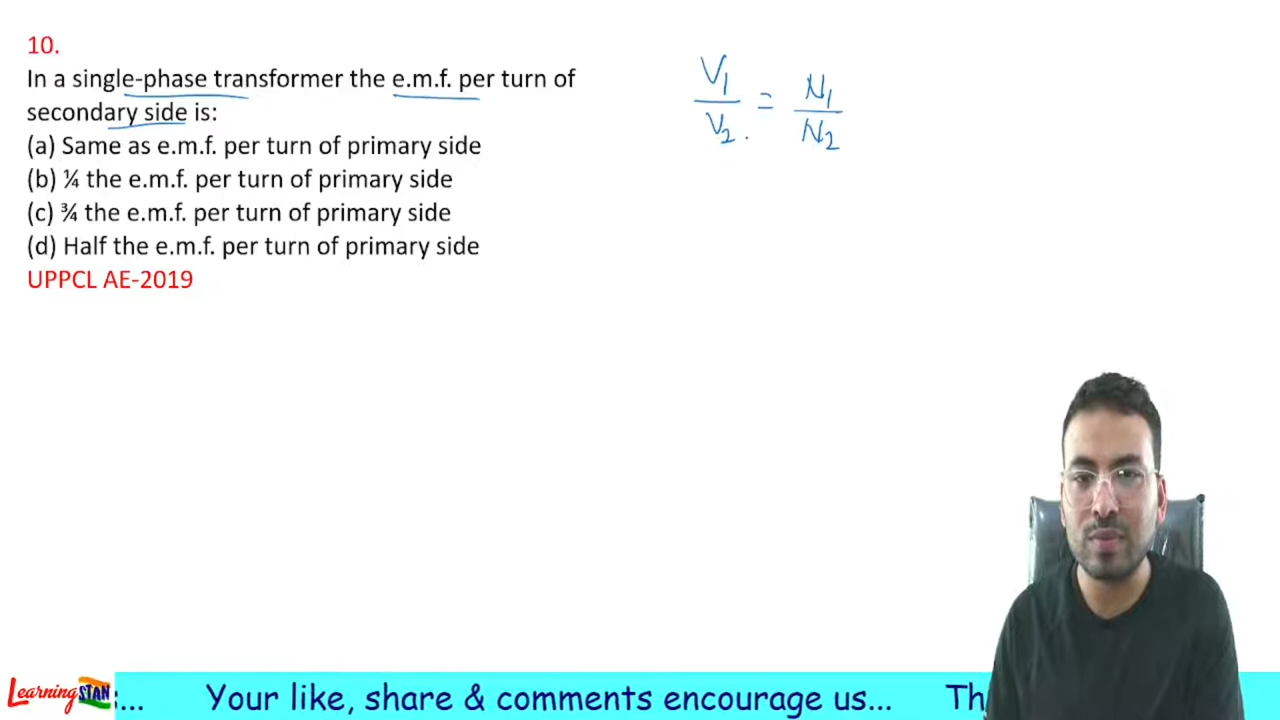 10.
In a single-phase transformer the e.m.f. per turn of
secondary side is:
(a) Same as e.m.f. per turn of primary side
(b) ¼ the e.m.f. per turn of primary side
(c) ¾ the e.m.f. per turn of primary side
(d) Half the e.m.f. per turn of primary side
UPPCL AE-2019
V₁/V₂ = N₁/N₂
LearningSTAN
... Your like, share & comments encourage us... Th